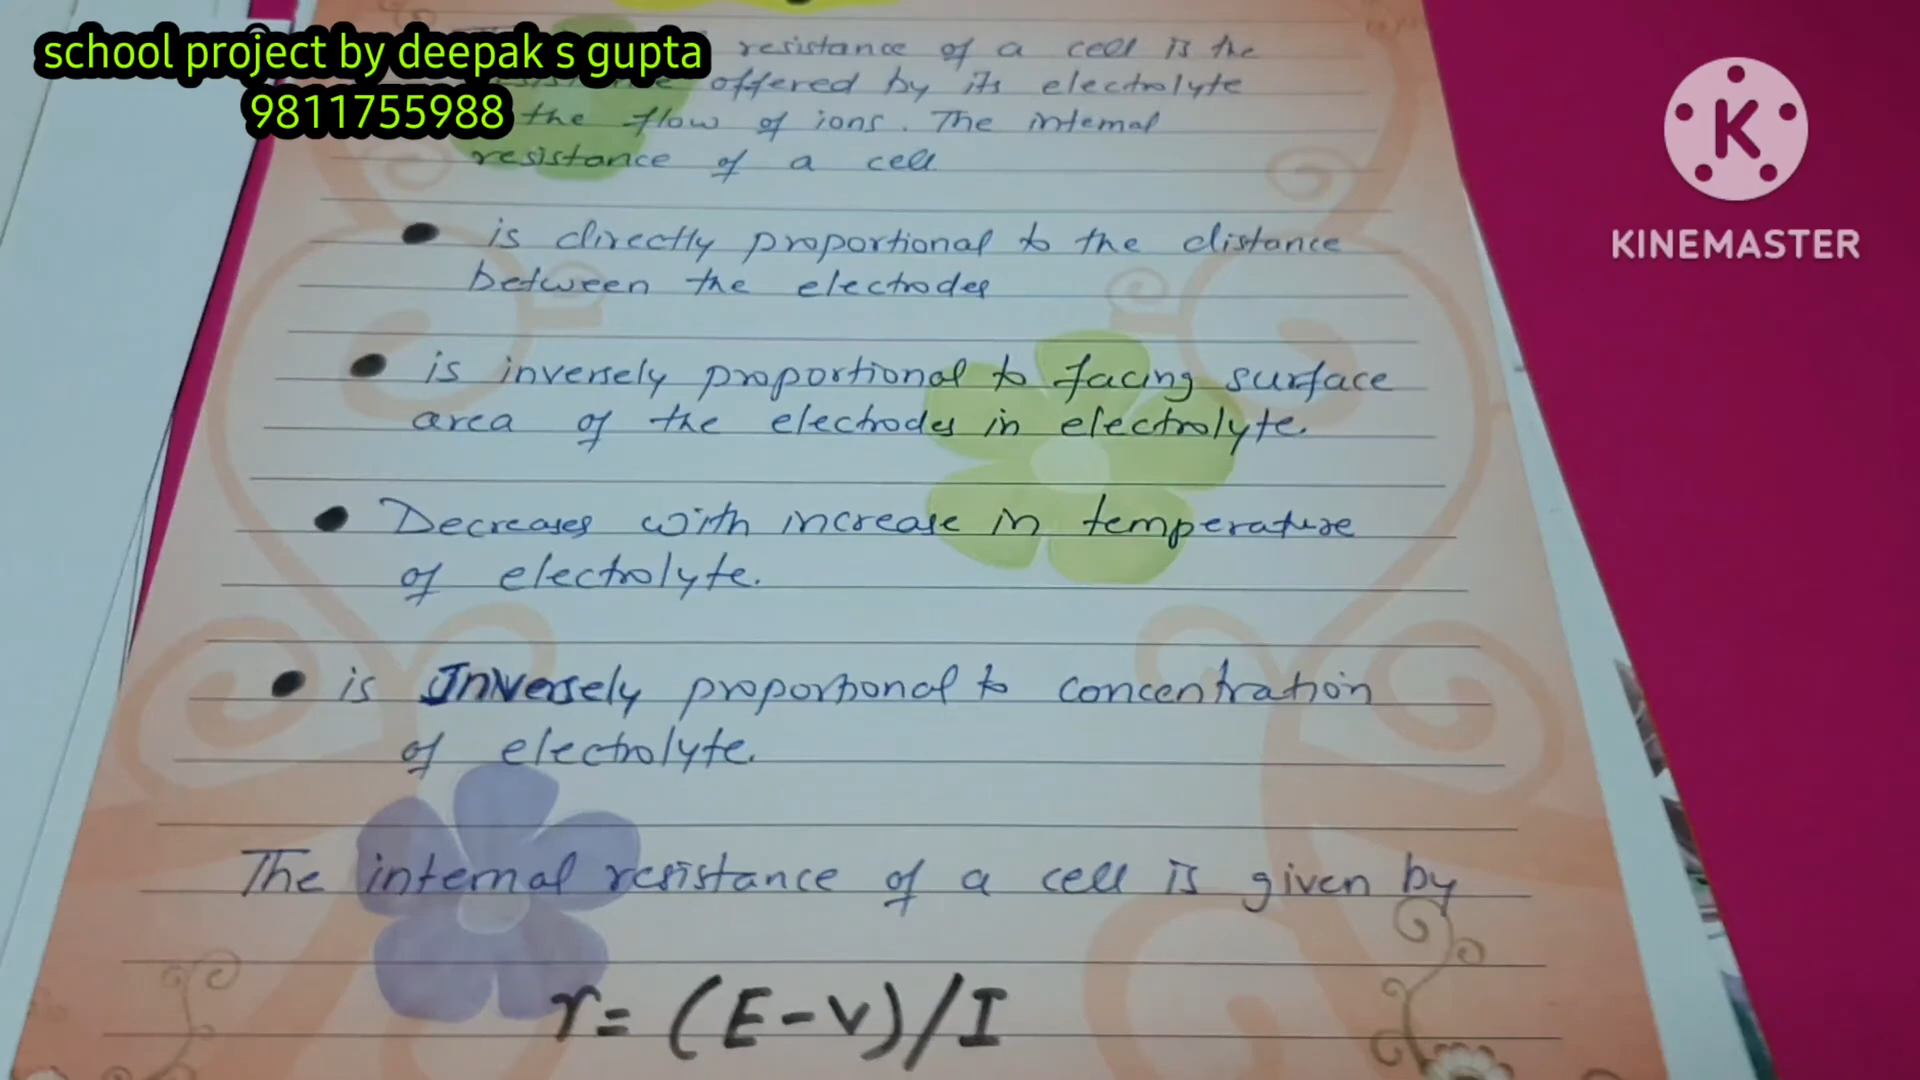 school project by deepak s gupta
9811755988
resistance of a cell is the
offered by its electrolyte
the flow of ions. The internal
resistance of a cell
is directly proportional to the distance
between the electrodes
is inversely proportional to facing surface
area of the electrodes in electrolyte.
Decreases with increase in temperature
of electrolyte.
is Inversely proportional to concentration
of electrolyte.
The internal resistance of a cell is given by
r = (E-V)/I
K
KINEMASTER